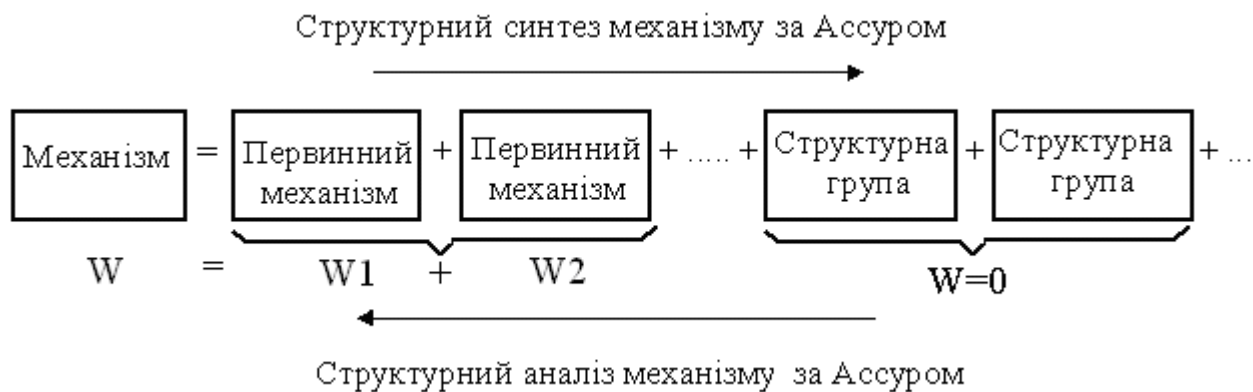 Структурний синтез механізму за Ассуром
Механізм = Первинний механізм + Первинний механізм + ..... + Структурна група + Структурна група + ...
W = W1 + W2 W=0
Структурний аналіз механізму за Ассуром